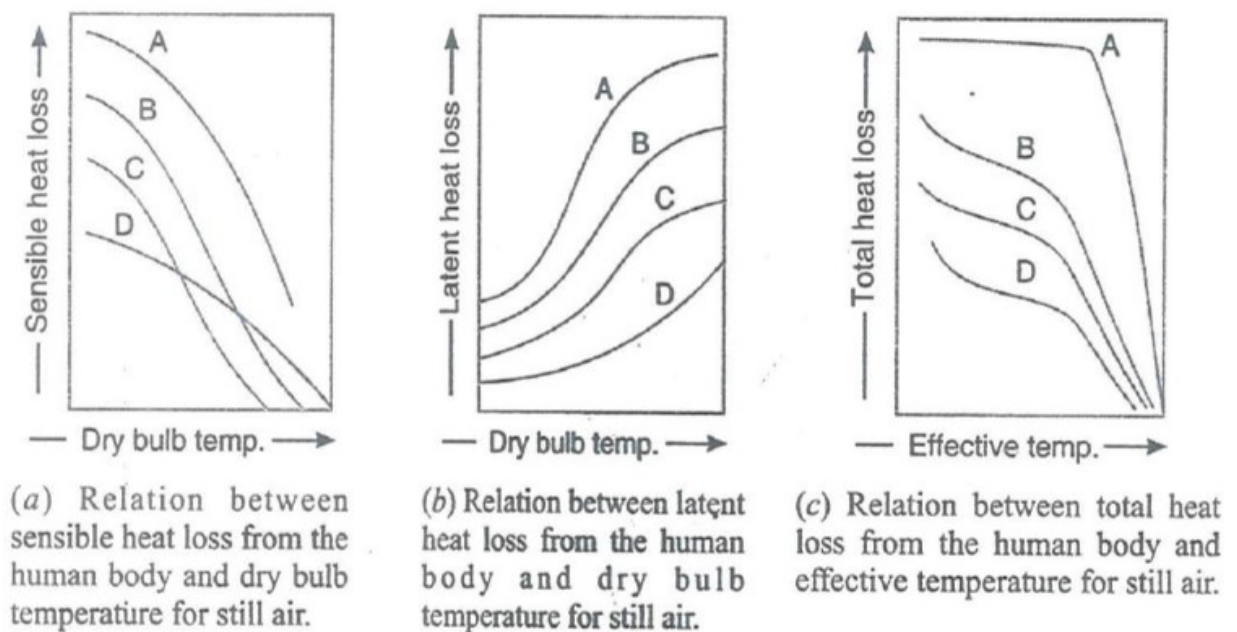 Sensible heat loss
A
B
C
D
Dry bulb temp.
(a) Relation between
sensible heat loss from the
human body and dry bulb
temperature for still air.
Latent heat loss
A
B
C
D
Dry bulb temp.
(b) Relation between latent
heat loss from the human
body and dry bulb
temperature for still air.
Total heat loss
A
B
C
D
Effective temp.
(c) Relation between total heat
loss from the human body and
effective temperature for still air.